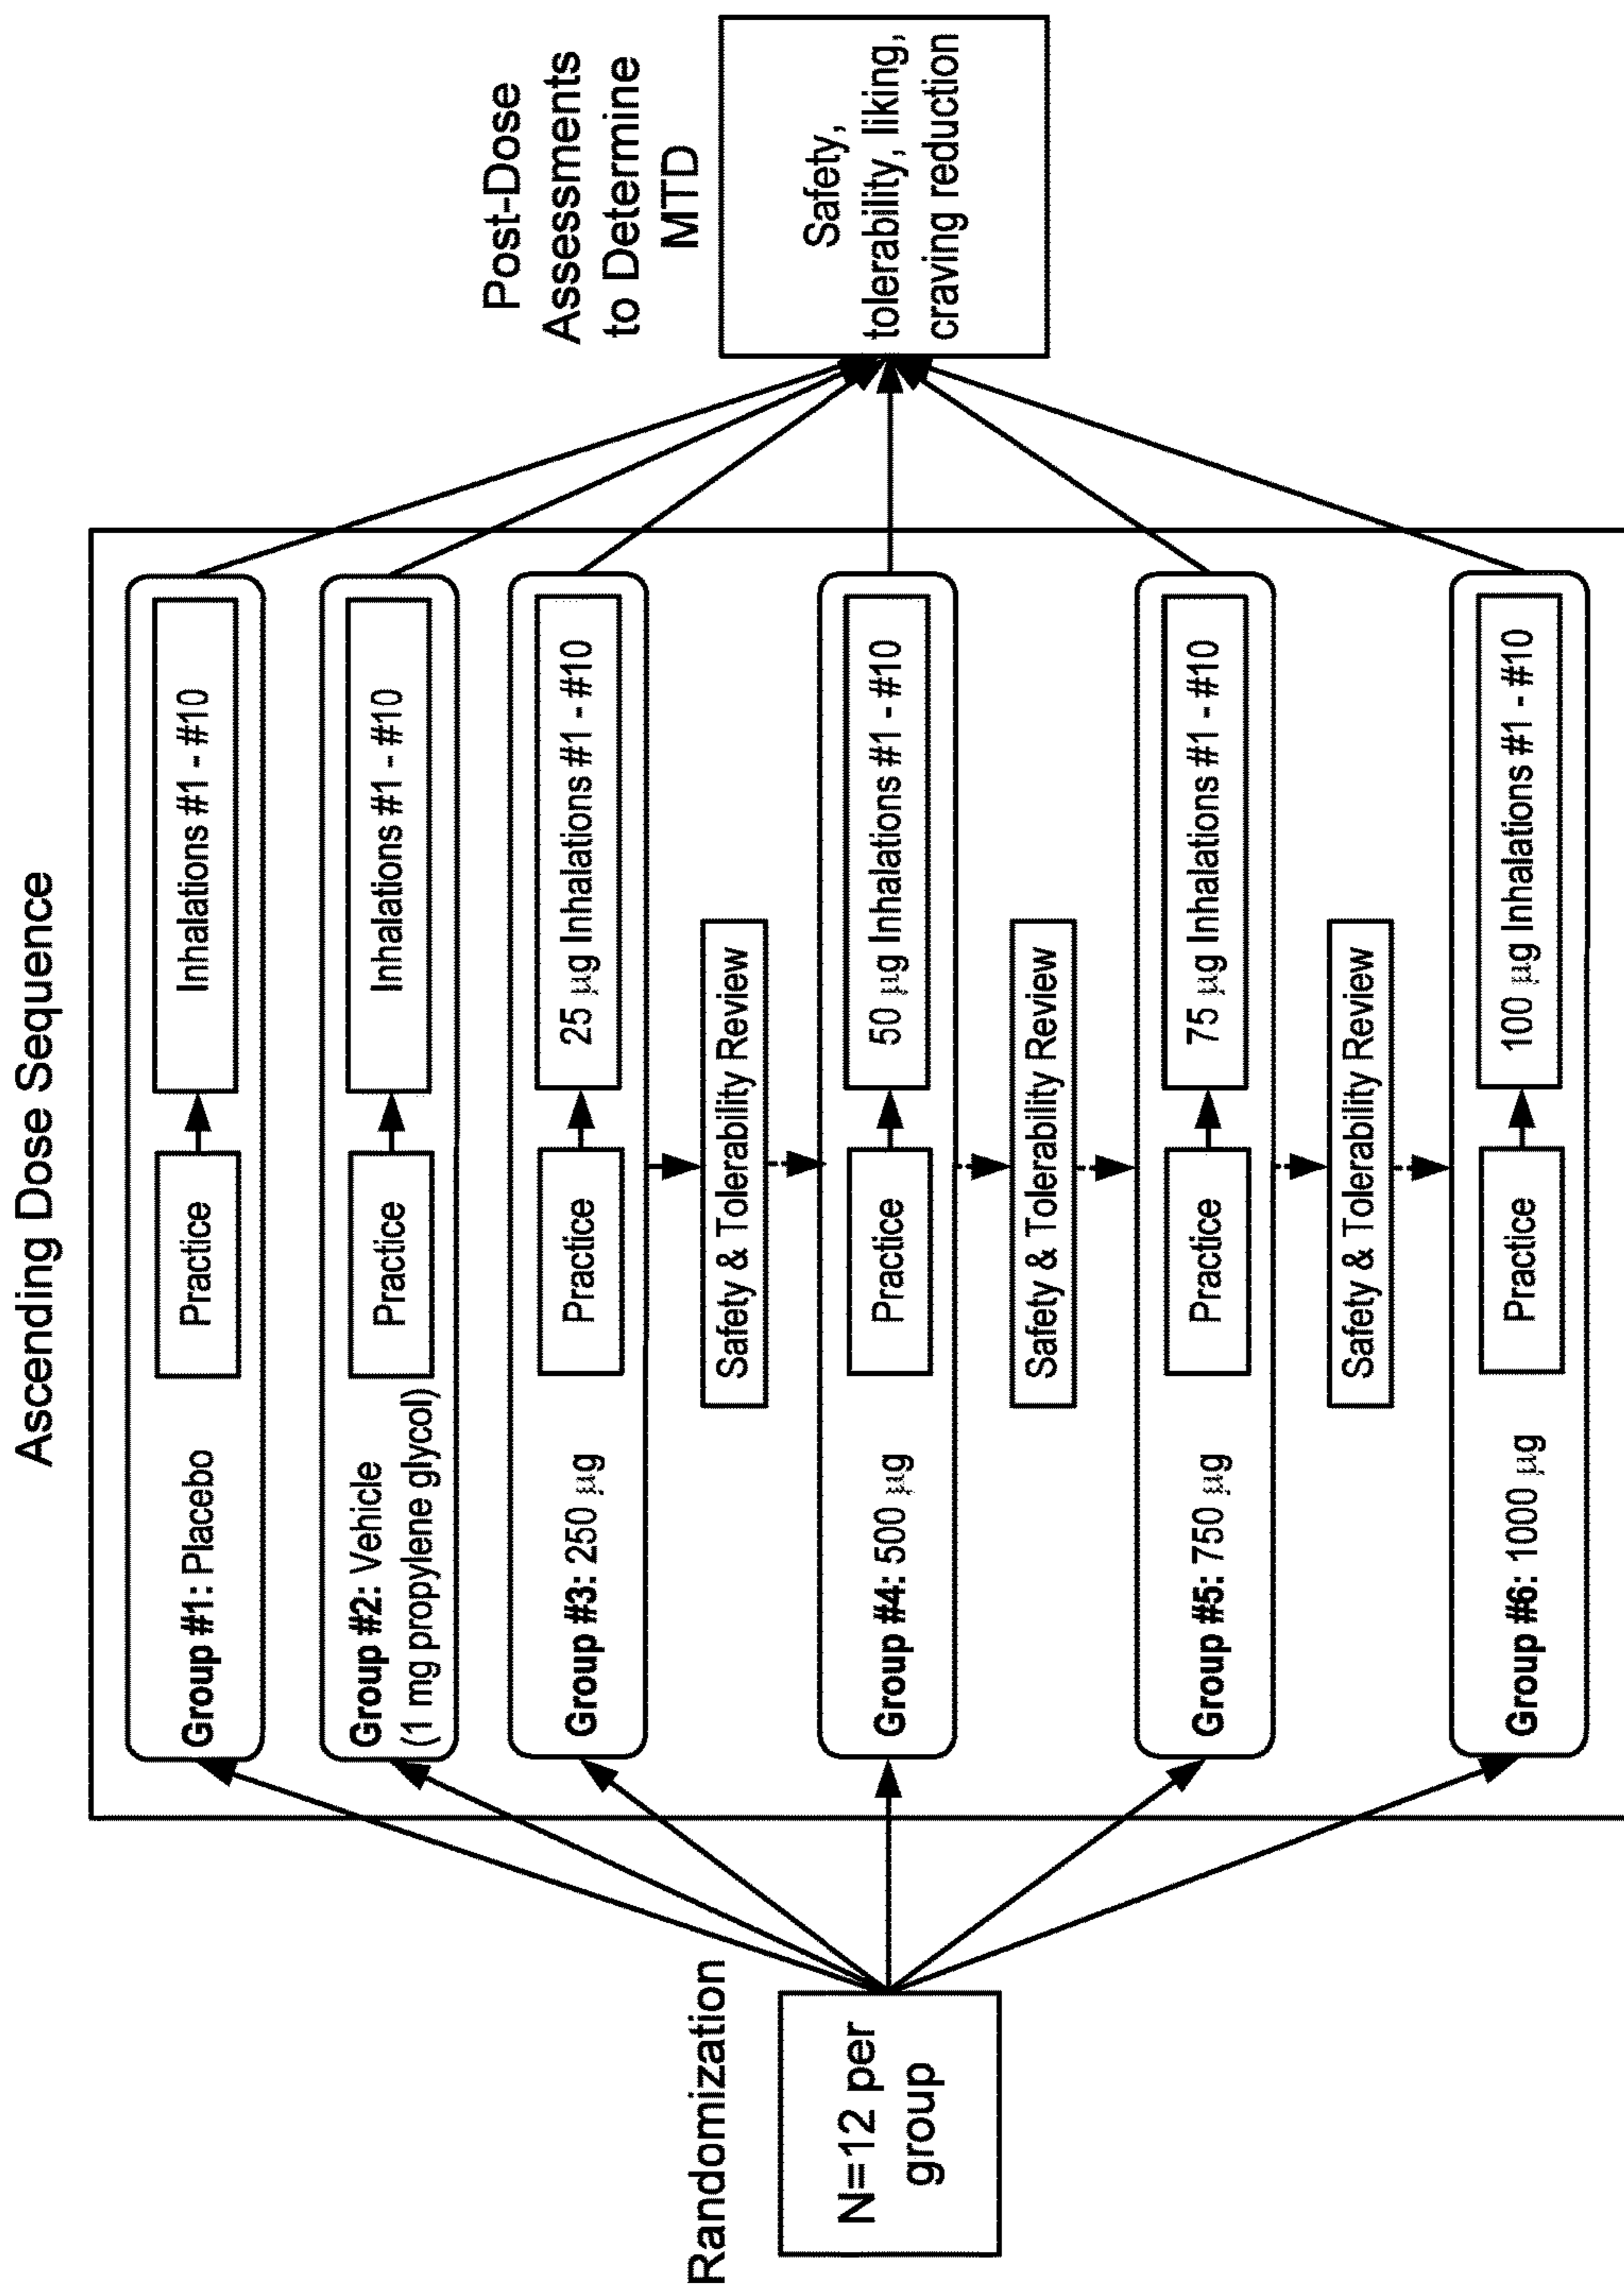 Ascending Dose Sequence
Randomization
N=12 per
group
Group #1: Placebo
Practice
Inhalations #1 - #10
Group #2: Vehicle
(1 mg propylene glycol)
Practice
Inhalations #1 - #10
Group #3: 250 µg
Practice
25 µg Inhalations #1 - #10
Safety & Tolerability Review
Group #4: 500 µg
Practice
50 µg Inhalations #1 - #10
Safety & Tolerability Review
Group #5: 750 µg
Practice
75 µg Inhalations #1 - #10
Safety & Tolerability Review
Group #6: 1000 µg
Practice
100 µg Inhalations #1 - #10
Post-Dose
Assessments
to Determine
MTD
Safety,
tolerability, liking,
craving reduction